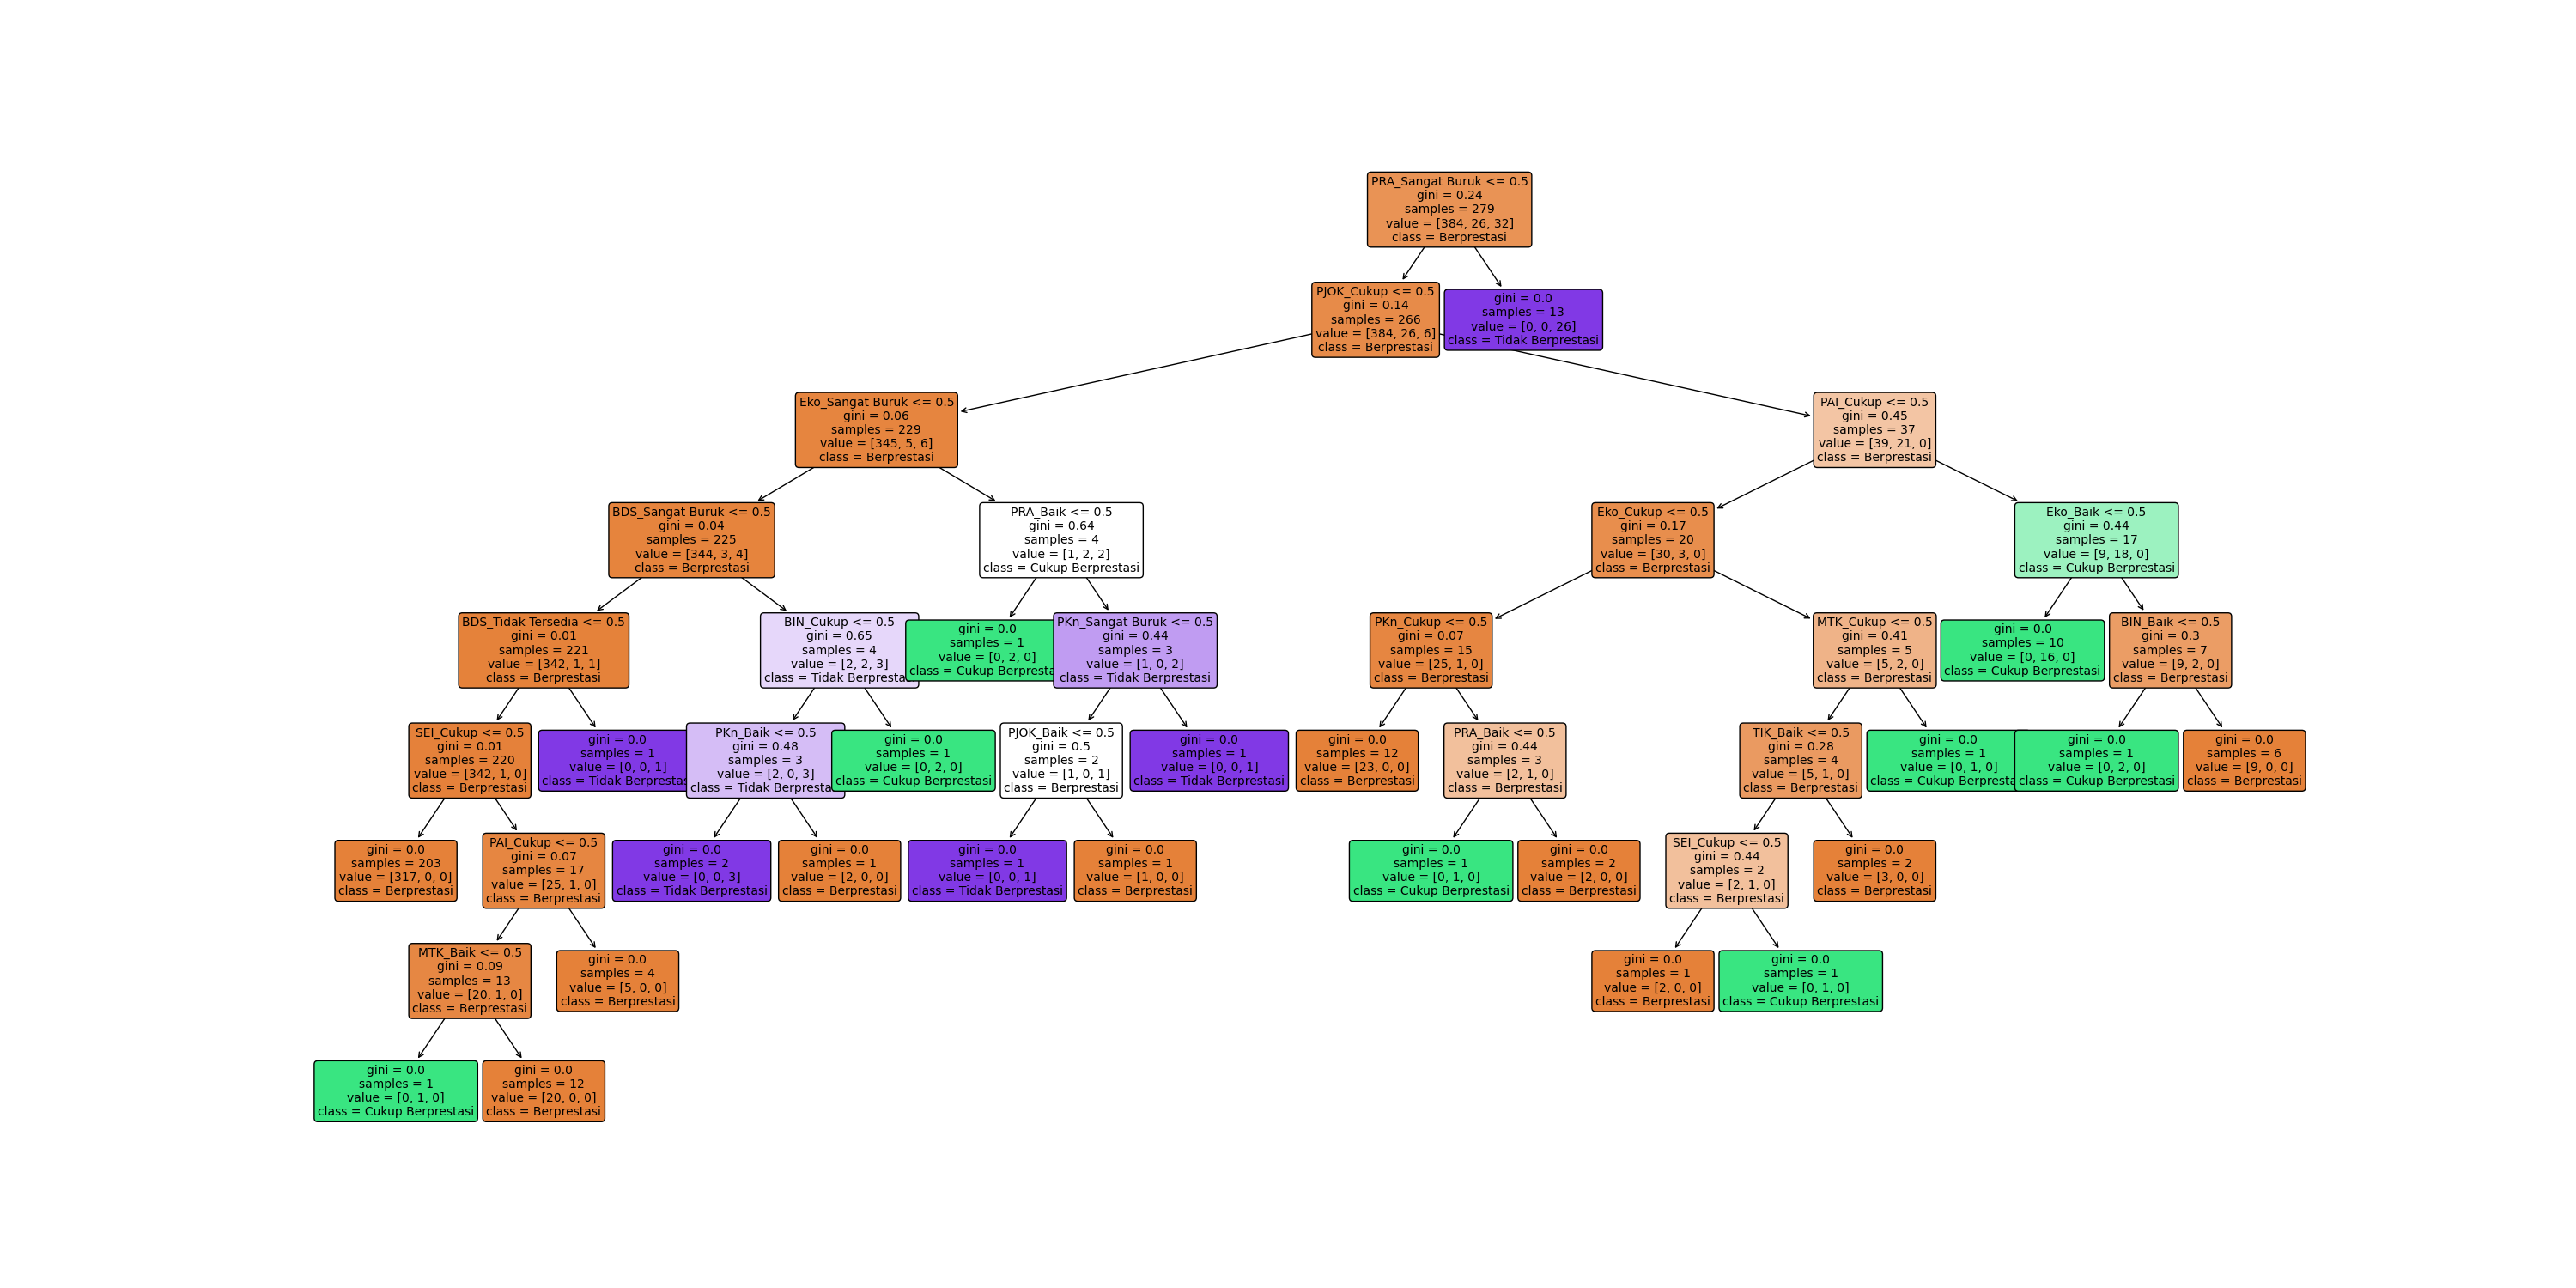 PRA_Sangat Buruk <= 0.5
gini = 0.24
samples = 279
value = [384, 26, 32]
class = Berprestasi
PJOK_Cukup <= 0.5
gini = 0.14
samples = 266
value = [384, 26, 6]
class = Berprestasi
gini = 0.0
samples = 13
value = [0, 0, 26]
class = Tidak Berprestasi
Eko_Sangat Buruk <= 0.5
gini = 0.06
samples = 229
value = [345, 5, 6]
class = Berprestasi
PAI_Cukup <= 0.5
gini = 0.45
samples = 37
value = [39, 21, 0]
class = Berprestasi
BDS_Sangat Buruk <= 0.5
gini = 0.04
samples = 225
value = [344, 3, 4]
class = Berprestasi
PRA_Baik <= 0.5
gini = 0.64
samples = 4
value = [1, 2, 2]
class = Cukup Berprestasi
Eko_Cukup <= 0.5
gini = 0.17
samples = 20
value = [30, 3, 0]
class = Berprestasi
Eko_Baik <= 0.5
gini = 0.44
samples = 17
value = [9, 18, 0]
class = Cukup Berprestasi
BDS_Tidak Tersedia <= 0.5
gini = 0.01
samples = 221
value = [342, 1, 1]
class = Berprestasi
BIN_Cukup <= 0.5
gini = 0.65
samples = 4
value = [2, 2, 3]
class = Tidak Berpresta
gini = 0.0
samples = 1
value = [0, 2, 0]
class = Cukup Berpresta
PKn_Sangat Buruk <= 0.5
gini = 0.44
samples = 3
value = [1, 0, 2]
class = Tidak Berprestasi
PKn_Cukup <= 0.5
gini = 0.07
samples = 15
value = [25, 1, 0]
class = Berprestasi
MTK_Cukup <= 0.5
gini = 0.41
samples = 5
value = [5, 2, 0]
class = Berprestasi
gini = 0.0
samples = 10
value = [0, 16, 0]
class = Cukup Berprestasi
BIN_Baik <= 0.5
gini = 0.3
samples = 7
value = [9, 2, 0]
class = Berprestasi
SEI_Cukup <= 0.5
gini = 0.01
samples = 220
value = [342, 1, 0]
class = Berprestasi
gini = 0.0
samples = 1
value = [0, 0, 1]
class = Tidak Berprestas
PKn_Baik <= 0.5
gini = 0.48
samples = 3
value = [2, 0, 3]
class = Tidak Berpresta
gini = 0.0
samples = 1
value = [0, 2, 0]
class = Cukup Berprestasi
PJOK_Baik <= 0.5
gini = 0.5
samples = 2
value = [1, 0, 1]
class = Berprestasi
gini = 0.0
samples = 1
value = [0, 0, 1]
class = Tidak Berprestasi
gini = 0.0
samples = 12
value = [23, 0, 0]
class = Berprestasi
PRA_Baik <= 0.5
gini = 0.44
samples = 3
value = [2, 1, 0]
class = Berprestasi
TIK_Baik <= 0.5
gini = 0.28
samples = 4
value = [5, 1, 0]
class = Berprestasi
gini = 0.0
samples = 1
value = [0, 1, 0]
class = Cukup Berpresta
gini = 0.0
samples = 1
value = [0, 2, 0]
class = Cukup Berprestasi
gini = 0.0
samples = 6
value = [9, 0, 0]
class = Berprestasi
gini = 0.0
samples = 203
value = [317, 0, 0]
class = Berprestasi
PAI_Cukup <= 0.5
gini = 0.07
samples = 17
value = [25, 1, 0]
class = Berprestasi
gini = 0.0
samples = 2
value = [0, 0, 3]
class = Tidak Berprestasi
gini = 0.0
samples = 1
value = [2, 0, 0]
class = Berprestasi
gini = 0.0
samples = 1
value = [0, 0, 1]
class = Tidak Berprestasi
gini = 0.0
samples = 1
value = [1, 0, 0]
class = Berprestasi
gini = 0.0
samples = 1
value = [0, 1, 0]
class = Cukup Berprestasi
gini = 0.0
samples = 2
value = [2, 0, 0]
class = Berprestasi
SEI_Cukup <= 0.5
gini = 0.44
samples = 2
value = [2, 1, 0]
class = Berprestasi
gini = 0.0
samples = 2
value = [3, 0, 0]
class = Berprestasi
MTK_Baik <= 0.5
gini = 0.09
samples = 13
value = [20, 1, 0]
class = Berprestasi
gini = 0.0
samples = 4
value = [5, 0, 0]
class = Berprestasi
gini = 0.0
samples = 1
value = [2, 0, 0]
class = Berprestasi
gini = 0.0
samples = 1
value = [0, 1, 0]
class = Cukup Berprestasi
gini = 0.0
samples = 1
value = [0, 1, 0]
class = Cukup Berprestasi
gini = 0.0
samples = 12
value = [20, 0, 0]
class = Berprestasi